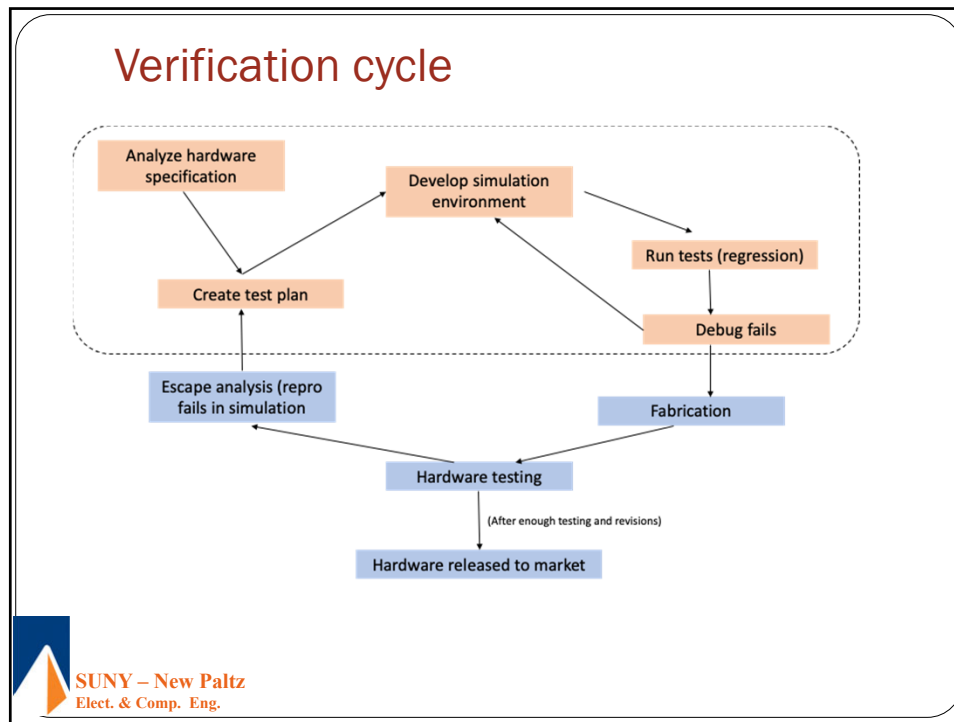 Verification cycle
Analyze hardware
specification
Develop simulation
environment
Run tests (regression)
Create test plan
Debug fails
Escape analysis (repro
fails in simulation
Fabrication
Hardware testing
(After enough testing and revisions)
Hardware released to market
SUNY – New Paltz
Elect. & Comp. Eng.